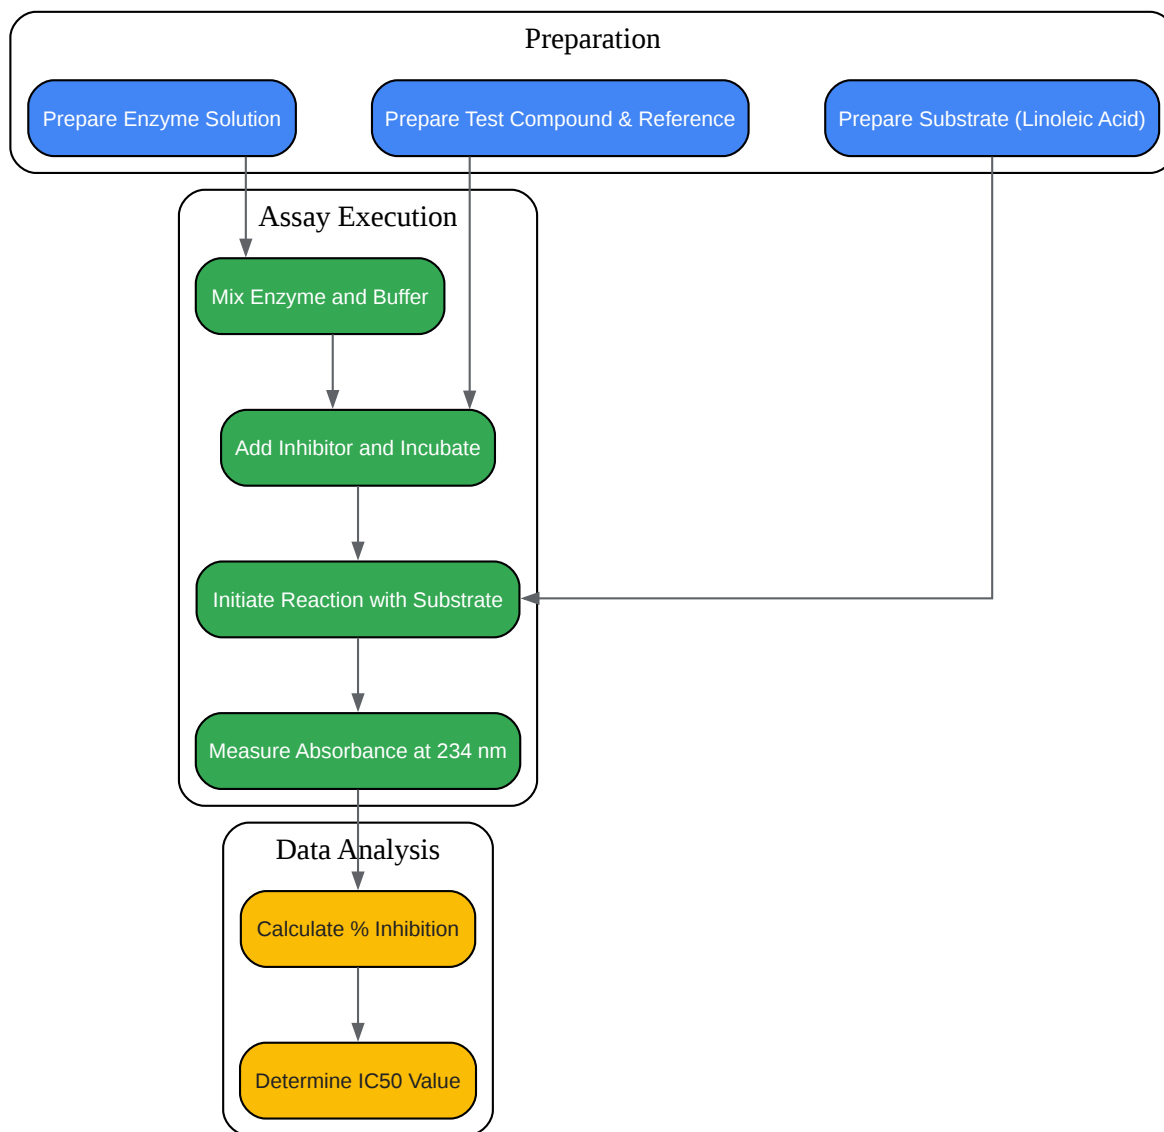 Preparation
Prepare Enzyme Solution
Prepare Test Compound & Reference
Prepare Substrate (Linoleic Acid)
Assay Execution
Mix Enzyme and Buffer
Add Inhibitor and Incubate
Initiate Reaction with Substrate
Measure Absorbance at 234 nm
Data Analysis
Calculate % Inhibition
Determine IC50 Value